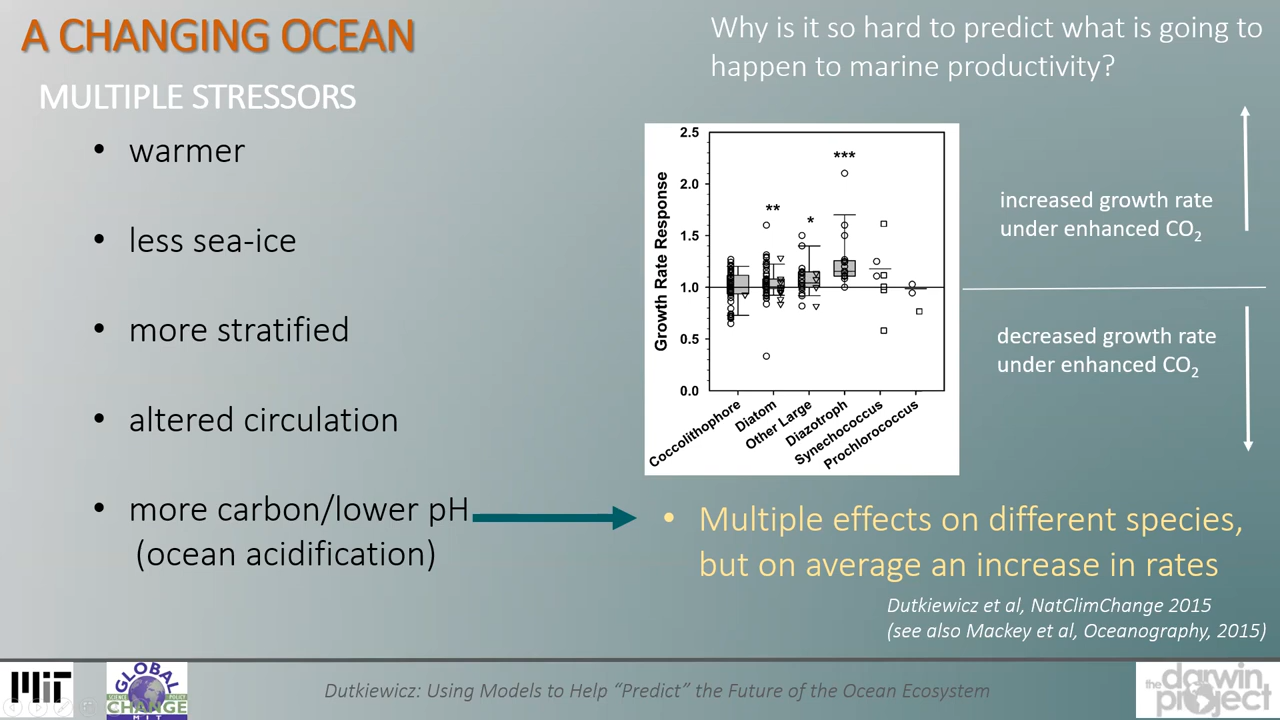 A CHANGING OCEAN
MULTIPLE STRESSORS
• warmer
• less sea-ice
• more stratified
• altered circulation
• more carbon/lower pH
(ocean acidification)
Why is it so hard to predict what is going to
happen to marine productivity?
2.5
2.0
1.5
1.0
0.5
0.0
Growth Rate Response
**
*
***
Coccolithophore
Diatom
Other Large
Diazotroph
Synechococcus
Prochlorococcus
increased growth rate
under enhanced CO₂
decreased growth rate
under enhanced CO₂
• Multiple effects on different species,
but on average an increase in rates
Dutkiewicz et al, NatClimChange 2015
(see also Mackey et al, Oceanography, 2015)
MIT
GLOBAL
SCIENCE POLICY
CHANGE
MIT
Dutkiewicz: Using Models to Help “Predict” the Future of the Ocean Ecosystem
the darwin
project